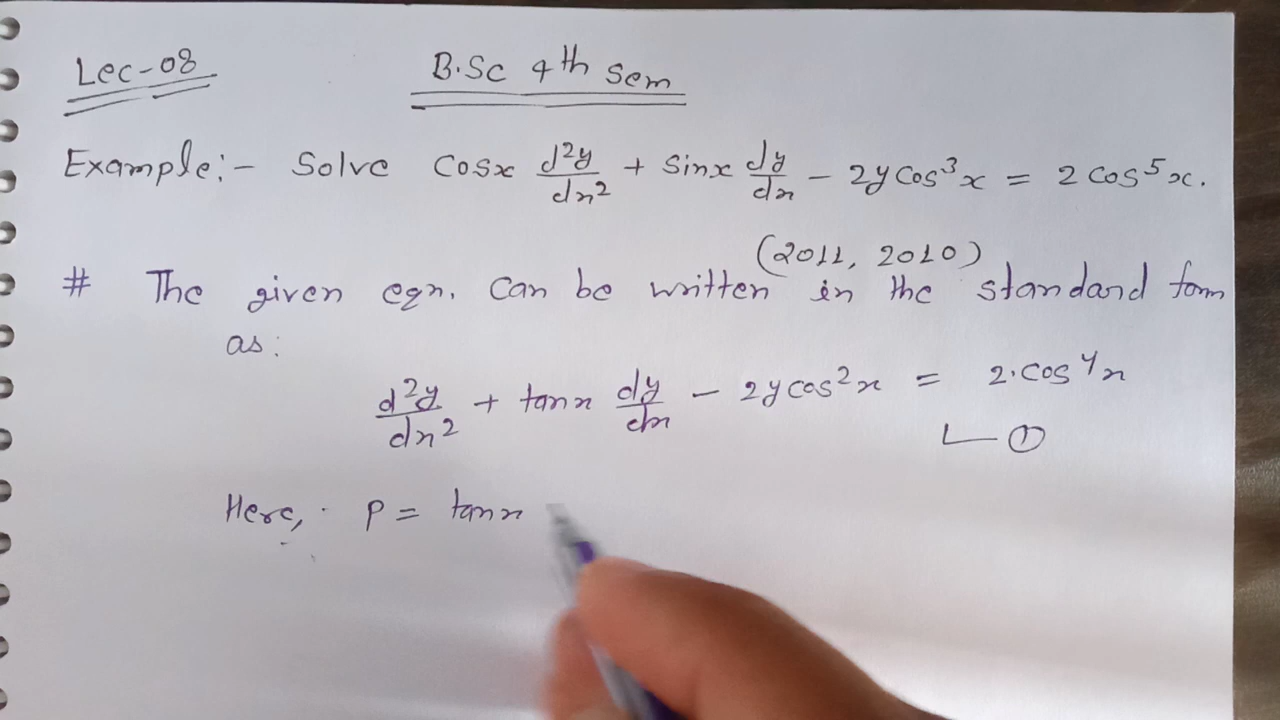 Lec-08
B.Sc 4th Sem
Example:- Solve cosx d²y/dx² + sinx dy/dx - 2y cos³x = 2 cos⁵x.
(2011, 2010)
# The given eqn. can be written in the standard form
as:
d²y/dx² + tanx dy/dx - 2y cos²x = 2·cos⁴x
①
Here, P = tanx